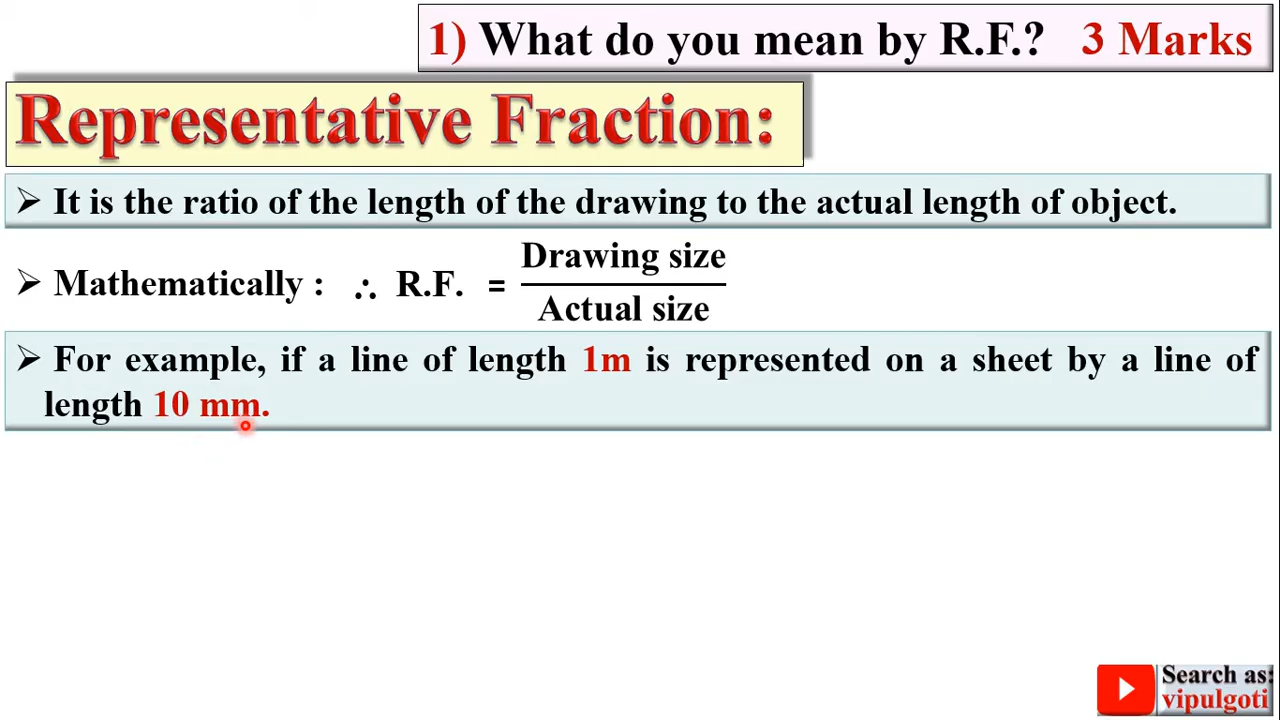 1) What do you mean by R.F.? 3 Marks
Representative Fraction:
➢ It is the ratio of the length of the drawing to the actual length of object.
➢ Mathematically : ∴ R.F. = Drawing size
Actual size
➢ For example, if a line of length 1m is represented on a sheet by a line of
length 10 mm.
Search as:
vipulgoti